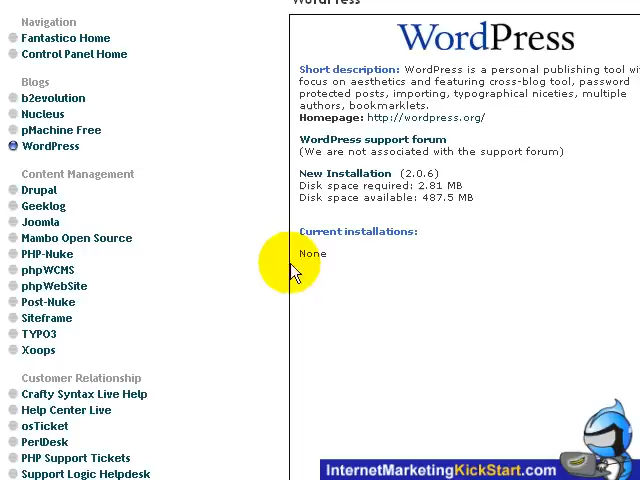 Navigation
Fantastico Home
Control Panel Home
Blogs
b2evolution
Nucleus
pMachine Free
WordPress
Content Management
Drupal
Geeklog
Joomla
Mambo Open Source
PHP-Nuke
phpWCMS
phpWebSite
Post-Nuke
Siteframe
TYPO3
Xoops
Customer Relationship
Crafty Syntax Live Help
Help Center Live
osTicket
PerlDesk
PHP Support Tickets
Support Logic Helpdesk
WordPress
WordPress
Short description: WordPress is a personal publishing tool wi
focus on aesthetics and featuring cross-blog tool, password
protected posts, importing, typographical niceties, multiple
authors, bookmarklets.
Homepage: http://wordpress.org/
WordPress support forum
(We are not associated with the support forum)
New Installation (2.0.6)
Disk space required: 2.81 MB
Disk space available: 487.5 MB
Current installations:
None
InternetMarketingKickStart.com